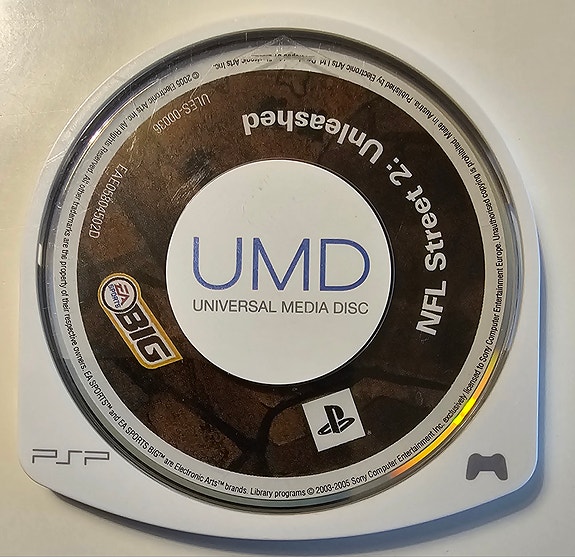 UMD
UNIVERSAL MEDIA DISC
NFL Street 2: Unleashed
ULES-00036
EAE05804502D
EA SPORTS
BIG
PSP
© 2005 Electronic Arts Inc. All Rights Reserved. All other trademarks are the property of their respective owners. EA SPORTS™ and EA SPORTS BIG™ are Electronic Arts™ brands. Library programs © 2003-2005 Sony Computer Entertainment Inc. exclusively licensed to Sony Computer Entertainment Europe. Unauthorised copying is prohibited. Made in Austria. Published by Electronic Arts